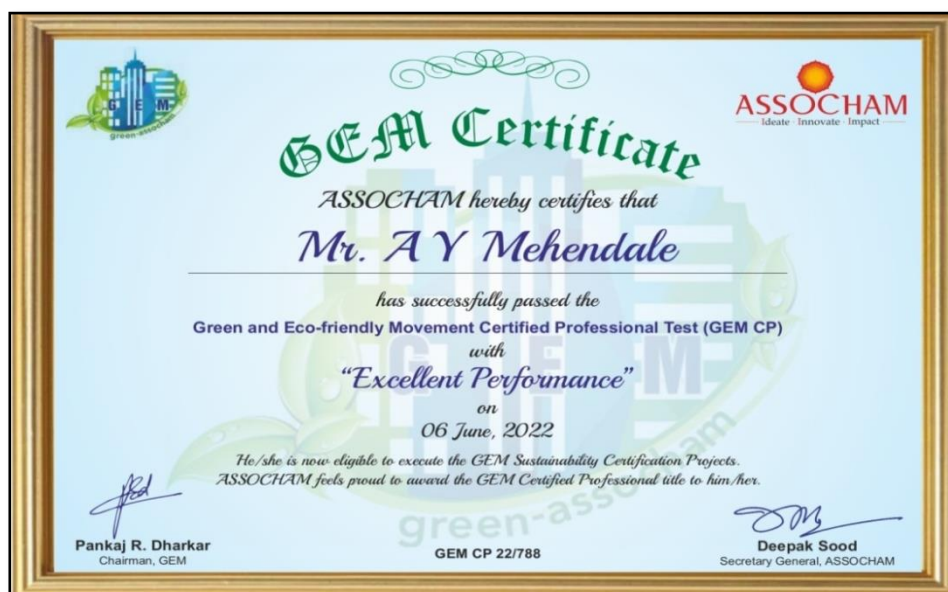 G E M
green-assocham
ASSOCHAM
Ideate Innovate Impact
GEM Certificate
ASSOCHAM hereby certifies that
Mr. A Y Mehendale
has successfully passed the
Green and Eco-friendly Movement Certified Professional Test (GEM CP)
with
"Excellent Performance"
on
06 June, 2022
He/she is now eligible to execute the GEM Sustainability Certification Projects.
ASSOCHAM feels proud to award the GEM Certified Professional title to him/her.
G E M
green-assocham
Pankaj R. Dharkar
Chairman, GEM
GEM CP 22/788
Deepak Sood
Secretary General, ASSOCHAM